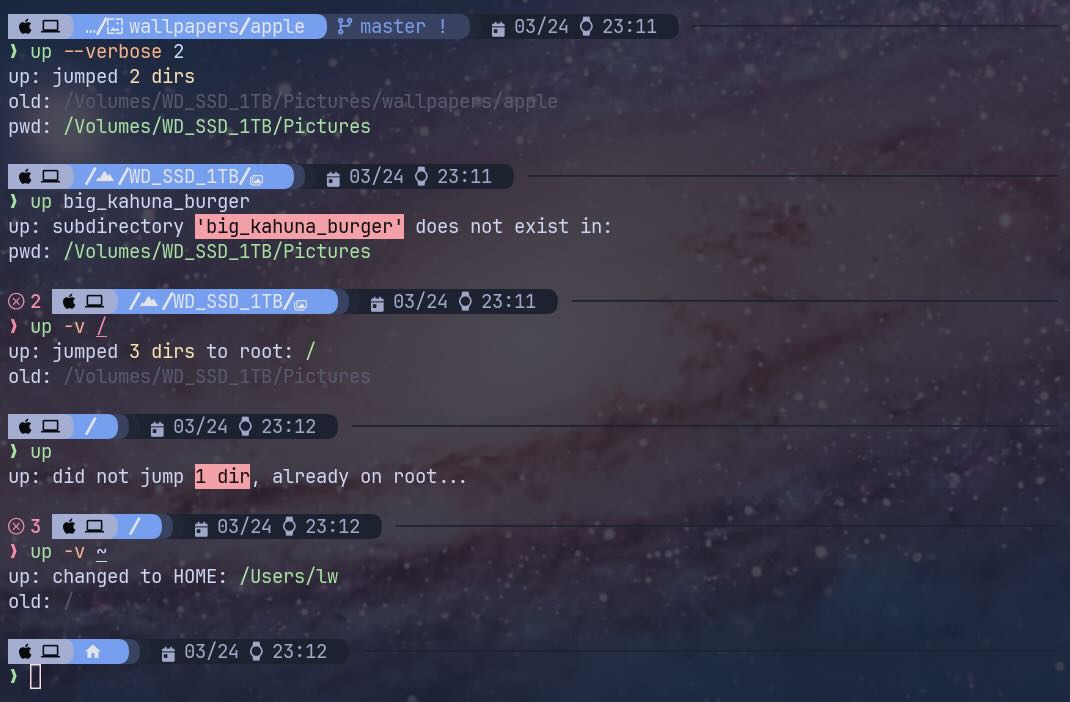 …/wallpapers/apple master ! 03/24 23:11
❱ up --verbose 2
up: jumped 2 dirs
old: /Volumes/WD_SSD_1TB/Pictures/wallpapers/apple
pwd: /Volumes/WD_SSD_1TB/Pictures
/ /WD_SSD_1TB/ 03/24 23:11
❱ up big_kahuna_burger
up: subdirectory 'big_kahuna_burger' does not exist in:
pwd: /Volumes/WD_SSD_1TB/Pictures
2 / /WD_SSD_1TB/ 03/24 23:11
❱ up -v /
up: jumped 3 dirs to root: /
old: /Volumes/WD_SSD_1TB/Pictures
/ 03/24 23:12
❱ up
up: did not jump 1 dir, already on root...
3 / 03/24 23:12
❱ up -v ~
up: changed to HOME: /Users/lw
old: /
03/24 23:12
❱